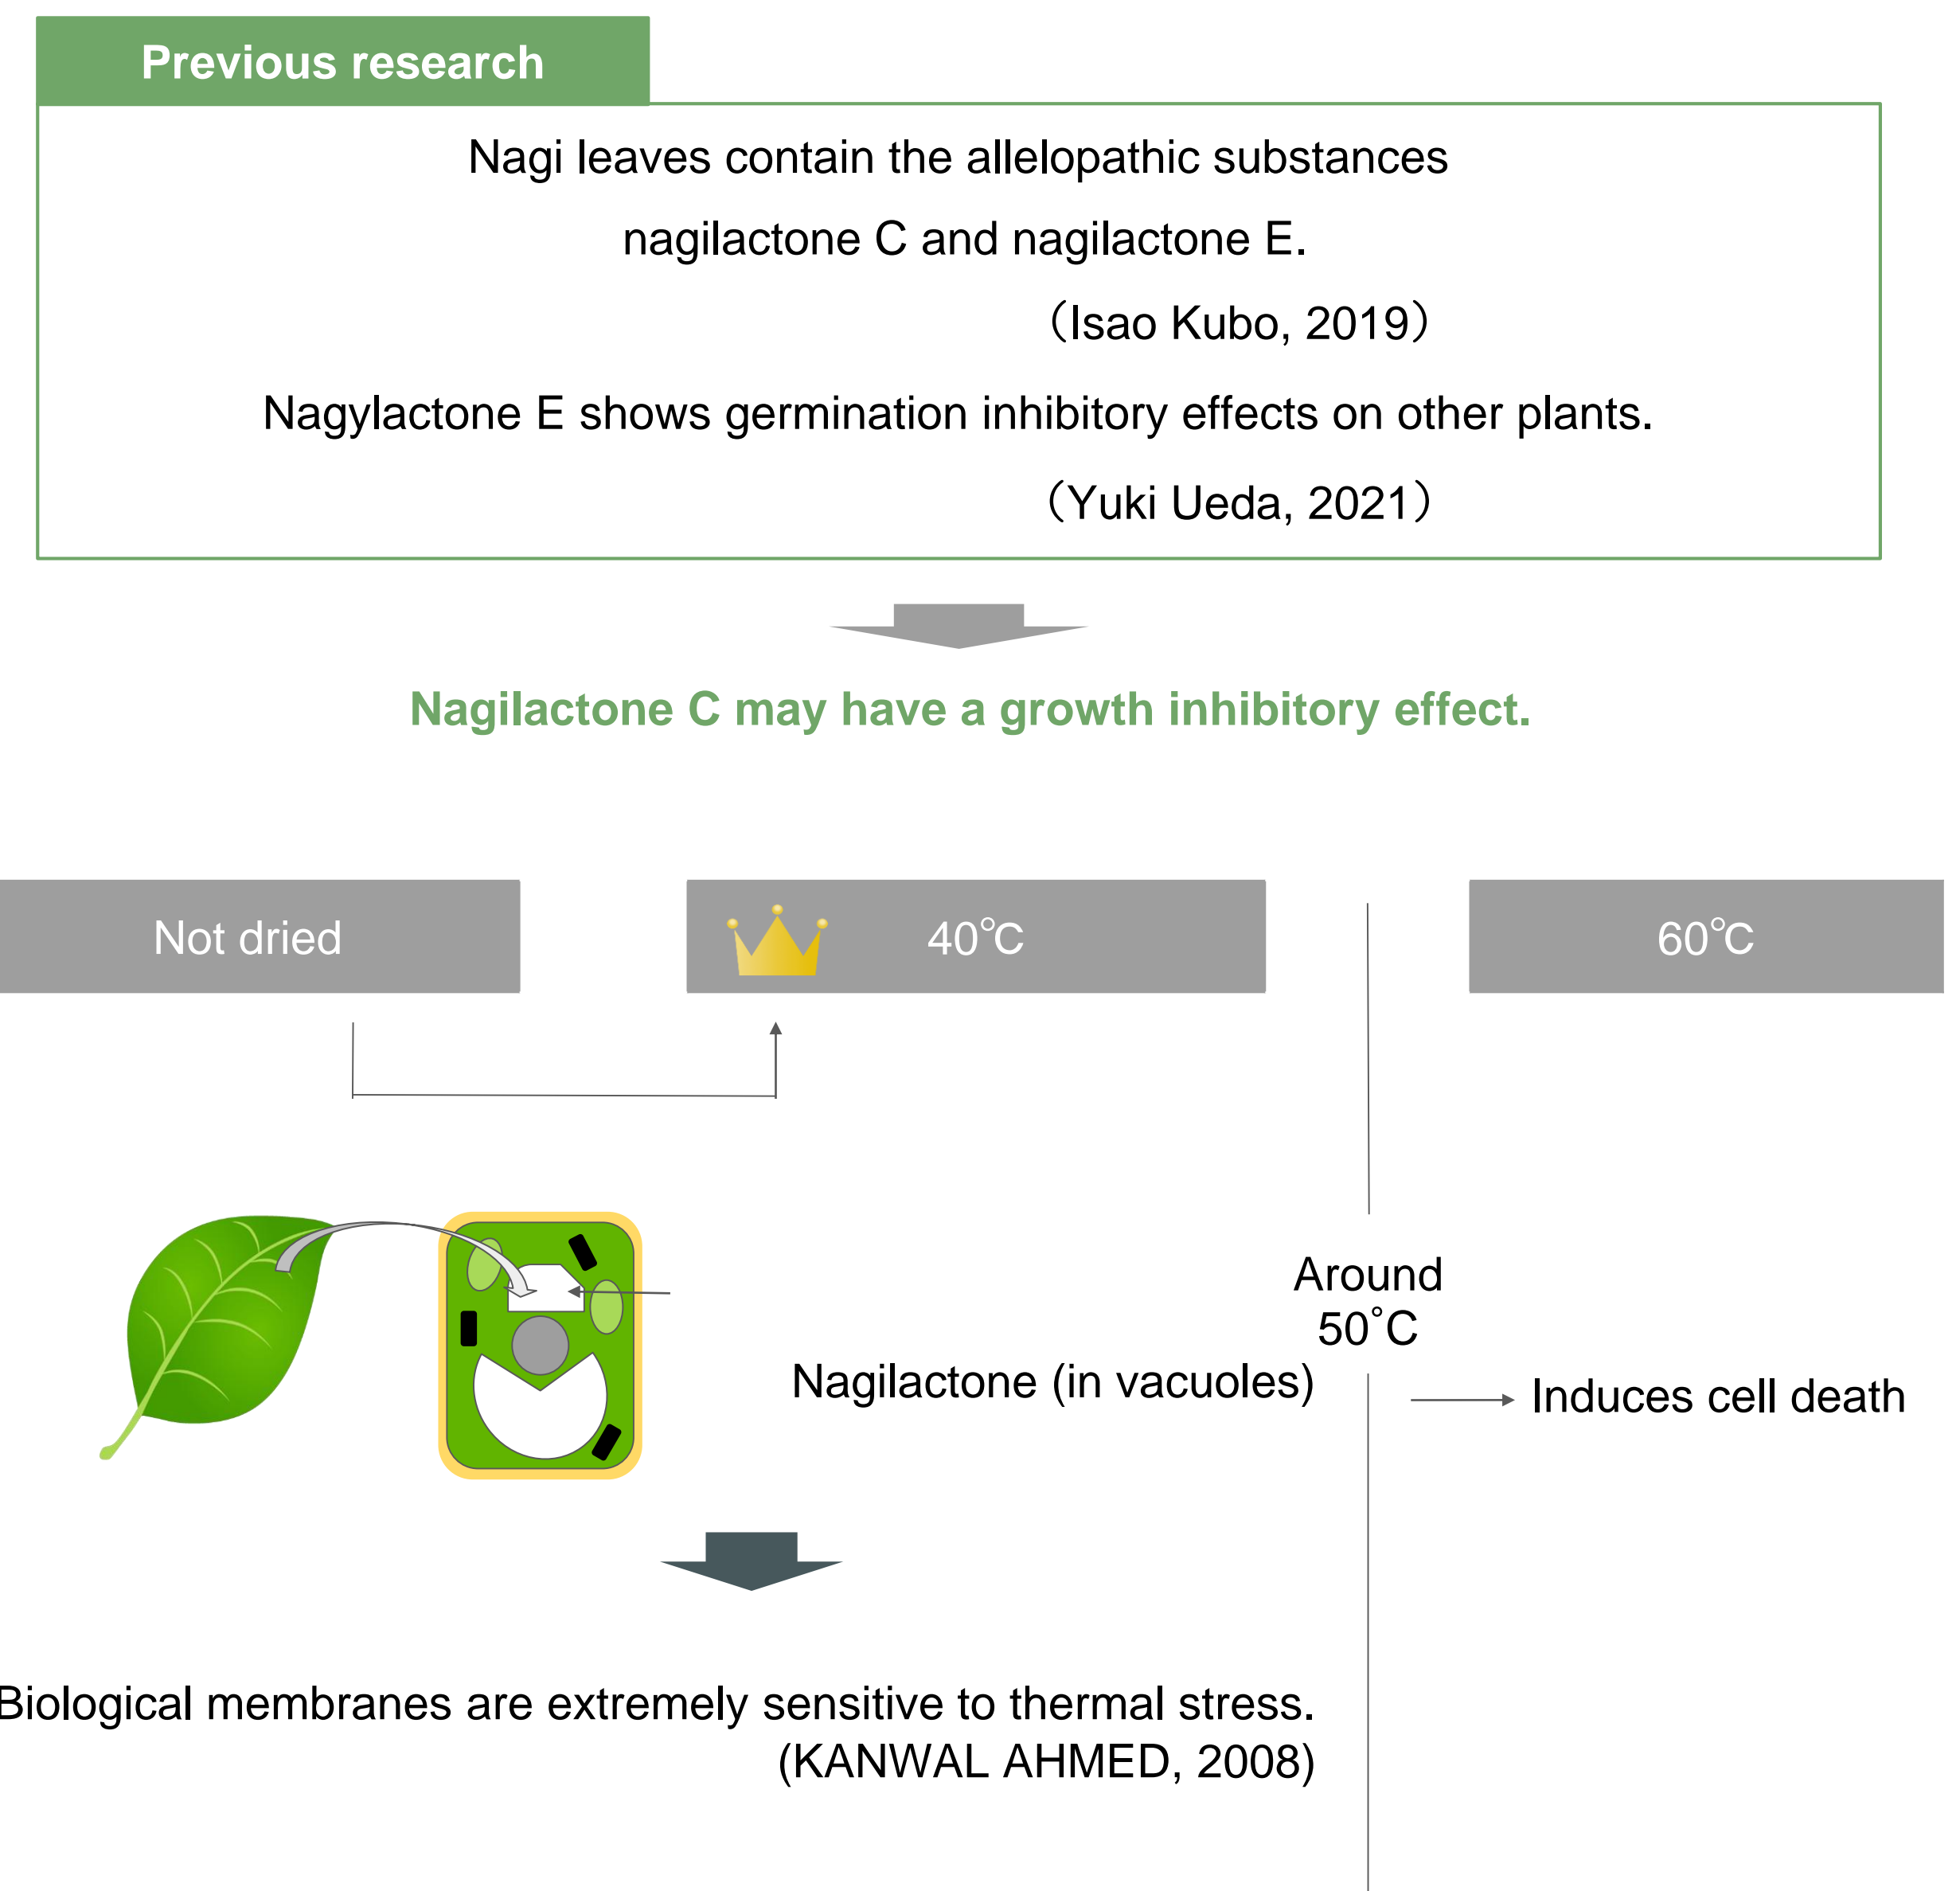 Previous research
Nagi leaves contain the allelopathic substances
nagilactone C and nagilactone E.
（Isao Kubo, 2019）
Nagylactone E shows germination inhibitory effects on other plants.
（Yuki Ueda, 2021）
Nagilactone C may have a growth inhibitory effect.
Not dried
40℃
60℃
Around
50℃
Nagilactone (in vacuoles)
Induces cell death
Biological membranes are extremely sensitive to thermal stress.
(KANWAL AHMED, 2008)